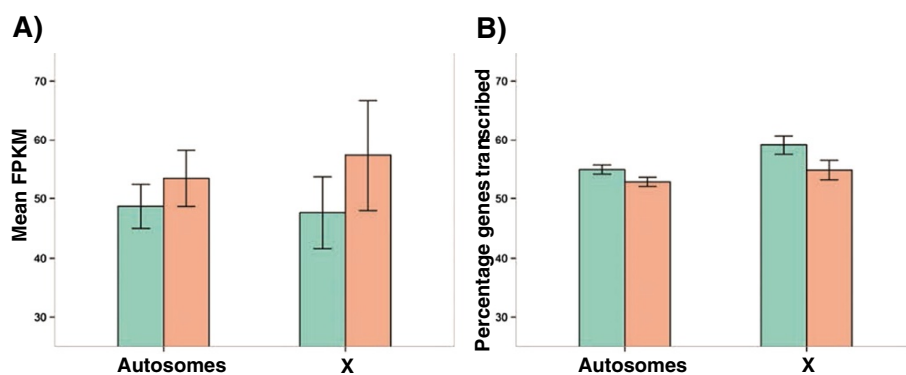 A)
Mean FPKM
70
60
50
40
30
Autosomes
X
B)
Percentage genes transcribed
70
60
50
40
30
Autosomes
X